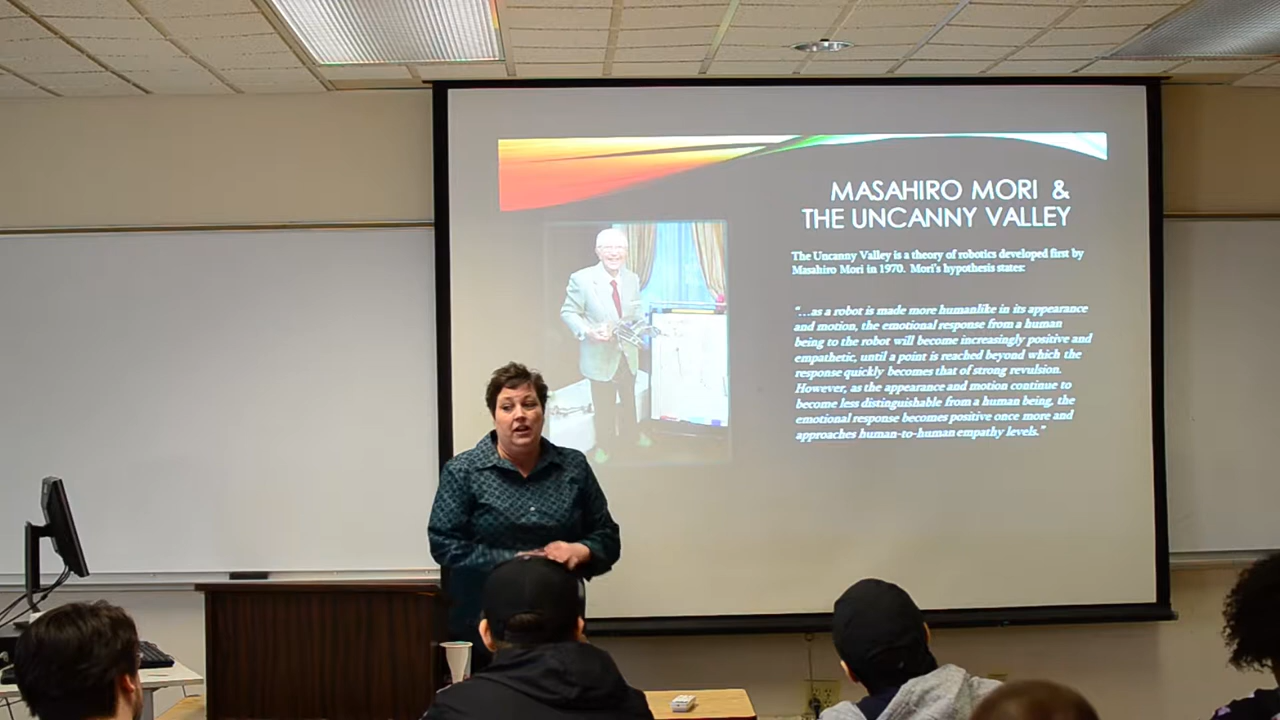 MASAHIRO MORI &
THE UNCANNY VALLEY
The Uncanny Valley is a theory of robotics developed first by
Masahiro Mori in 1970. Mori's hypothesis states:
"…as a robot is made more humanlike in its appearance
and motion, the emotional response from a human
being to the robot will become increasingly positive and
empathetic, until a point is reached beyond which the
response quickly becomes that of strong revulsion.
However, as the appearance and motion continue to
become less distinguishable from a human being, the
emotional response becomes positive once more and
approaches human-to-human empathy levels."